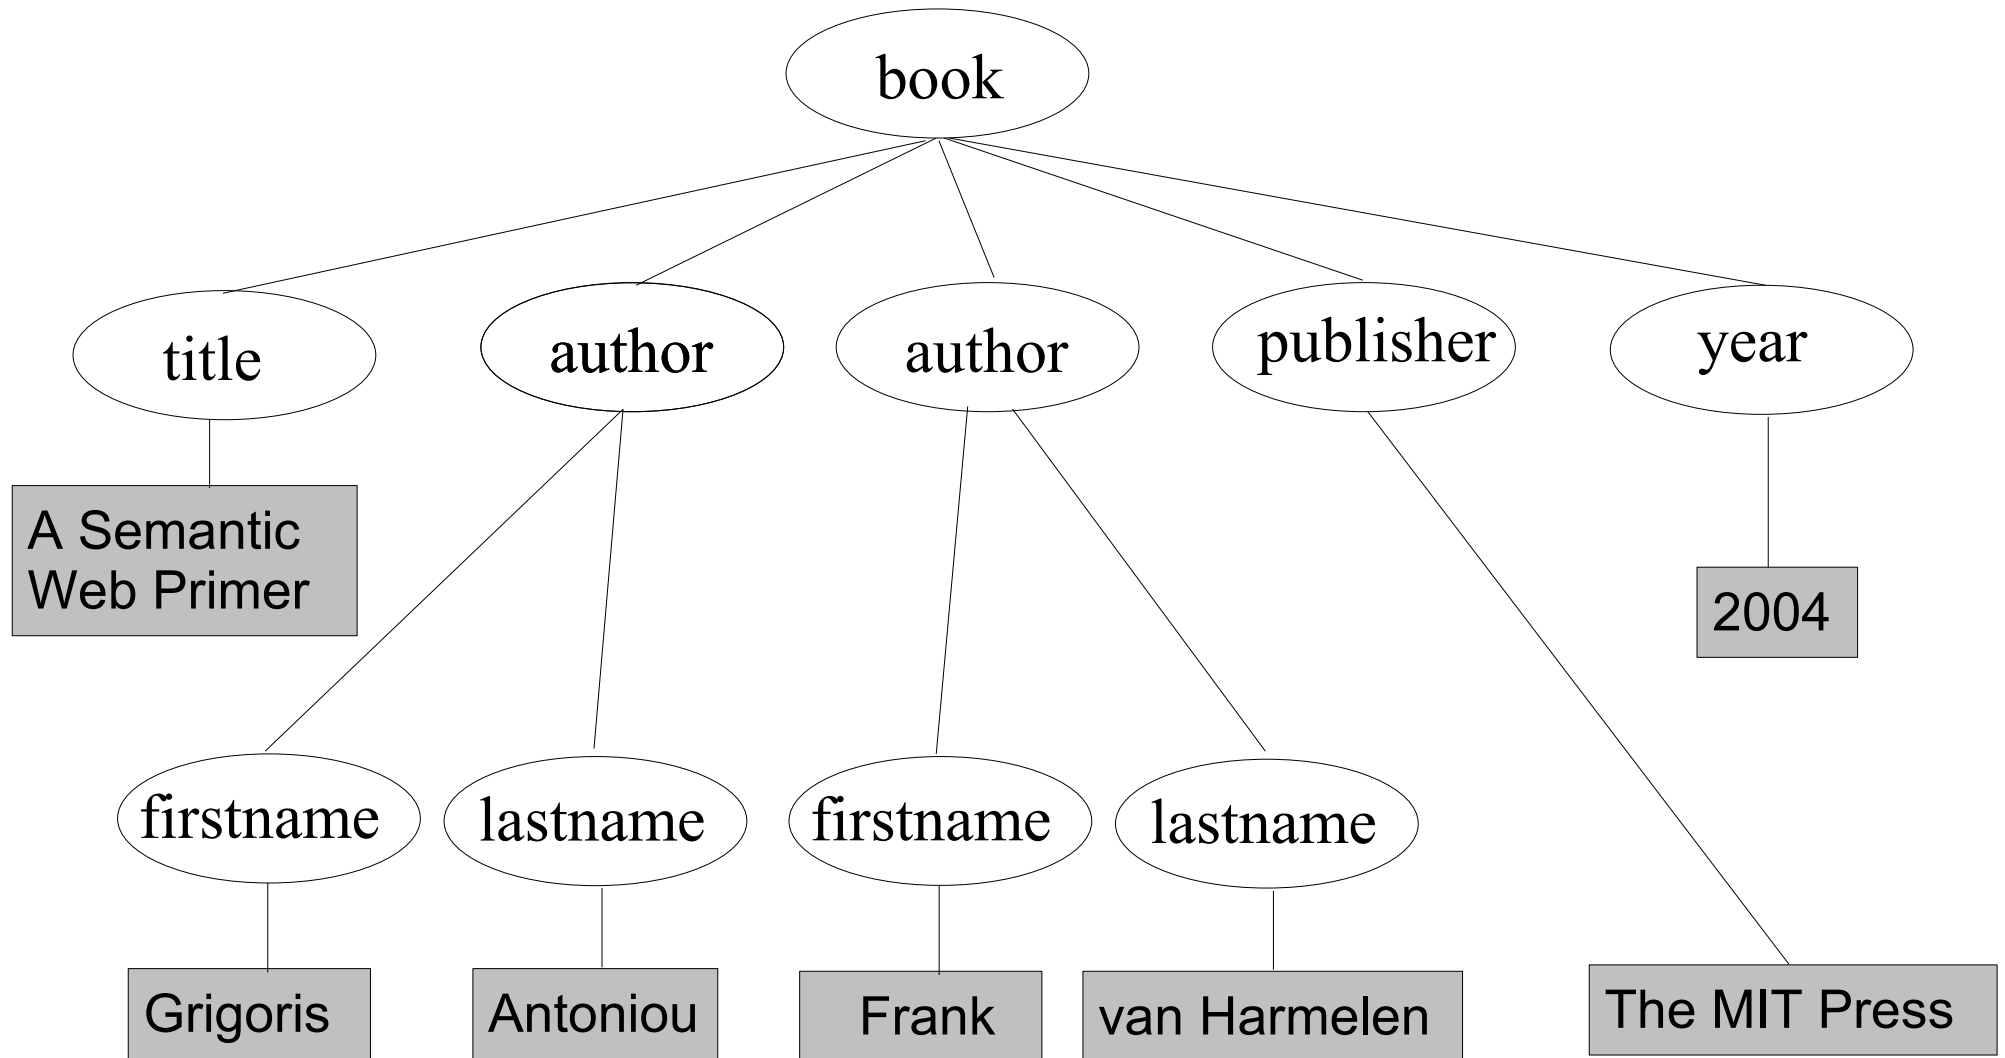 book
title
author
author
publisher
year
A Semantic
Web Primer
2004
firstname
lastname
firstname
lastname
Grigoris
Antoniou
Frank
van Harmelen
The MIT Press